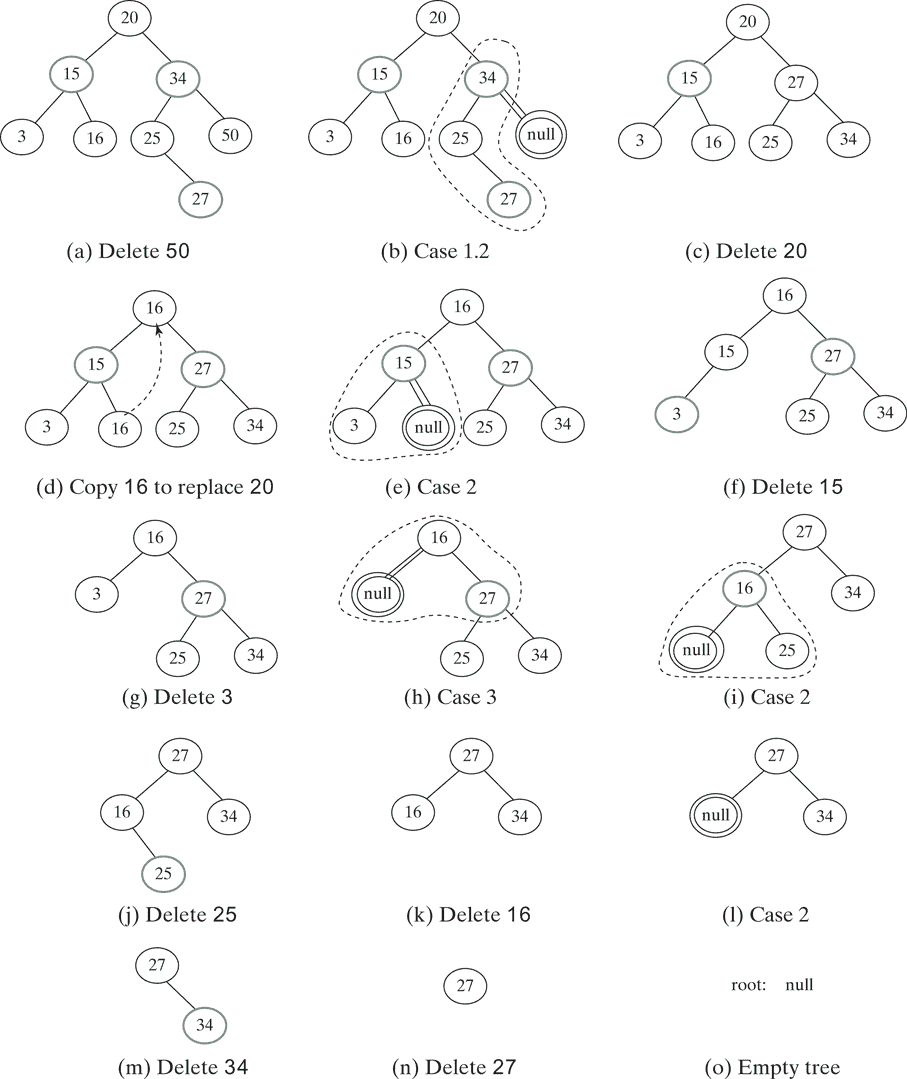 20 20 20
15 34 15 34 15 27
3 16 25 50 3 16 25 null 3 16 25 34
27 27
(a) Delete 50 (b) Case 1.2 (c) Delete 20
16 16 16
15 27 15 27 15 27
3 16 25 34 3 null 25 34 3 25 34
(d) Copy 16 to replace 20 (e) Case 2 (f) Delete 15
16 16 27
3 27 null 27 16 34
25 34 25 34 null 25
(g) Delete 3 (h) Case 3 (i) Case 2
27 27 27
16 34 16 34 null 34
25
(j) Delete 25 (k) Delete 16 (l) Case 2
27
27 root: null
34
(m) Delete 34 (n) Delete 27 (o) Empty tree